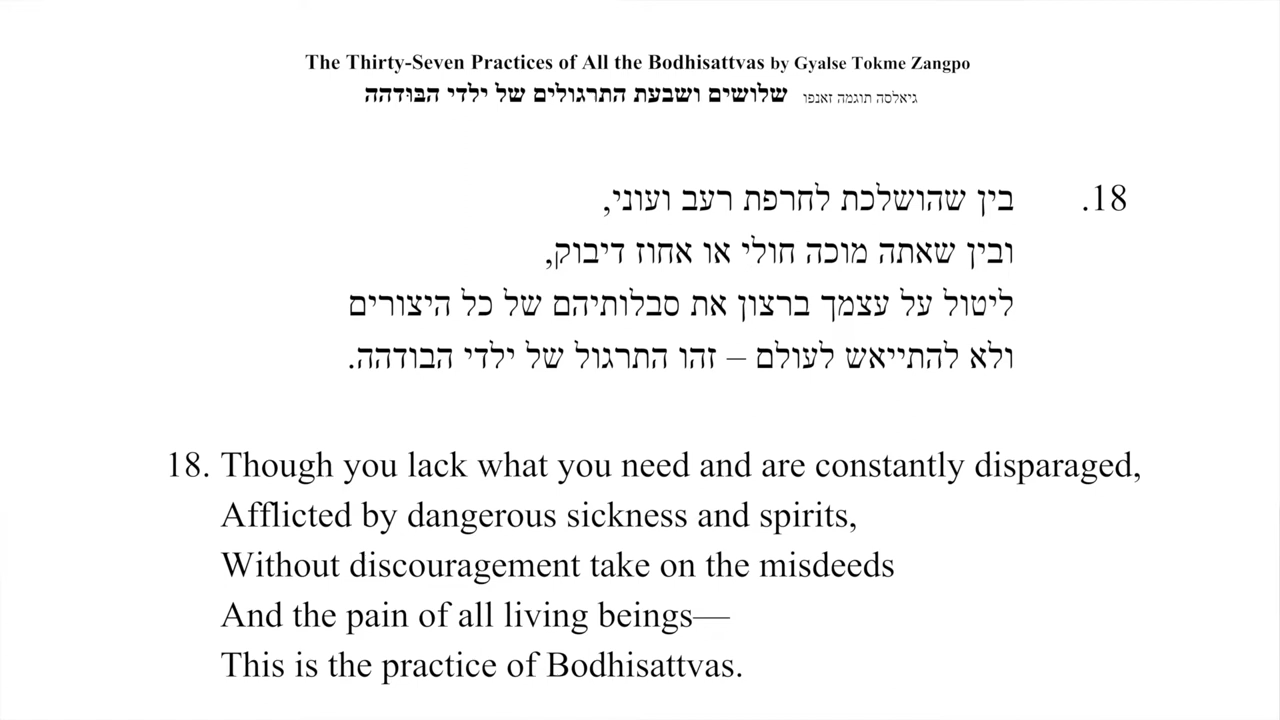 The Thirty-Seven Practices of All the Bodhisattvas by Gyalse Tokme Zangpo
שלושים ושבעת התרגולים של ילדי הבּוּדהה גיאלסה תוגמה זאנפו
18. בין שהושלכת לחרפת רעב ועוני,
ובין שאתה מוכה חולי או אחוז דיבוק,
ליטול על עצמך ברצון את סבלותיהם של כל היצורים
ולא להתייאש לעולם – זהו התרגול של ילדי הבודהה.
18. Though you lack what you need and are constantly disparaged,
Afflicted by dangerous sickness and spirits,
Without discouragement take on the misdeeds
And the pain of all living beings—
This is the practice of Bodhisattvas.